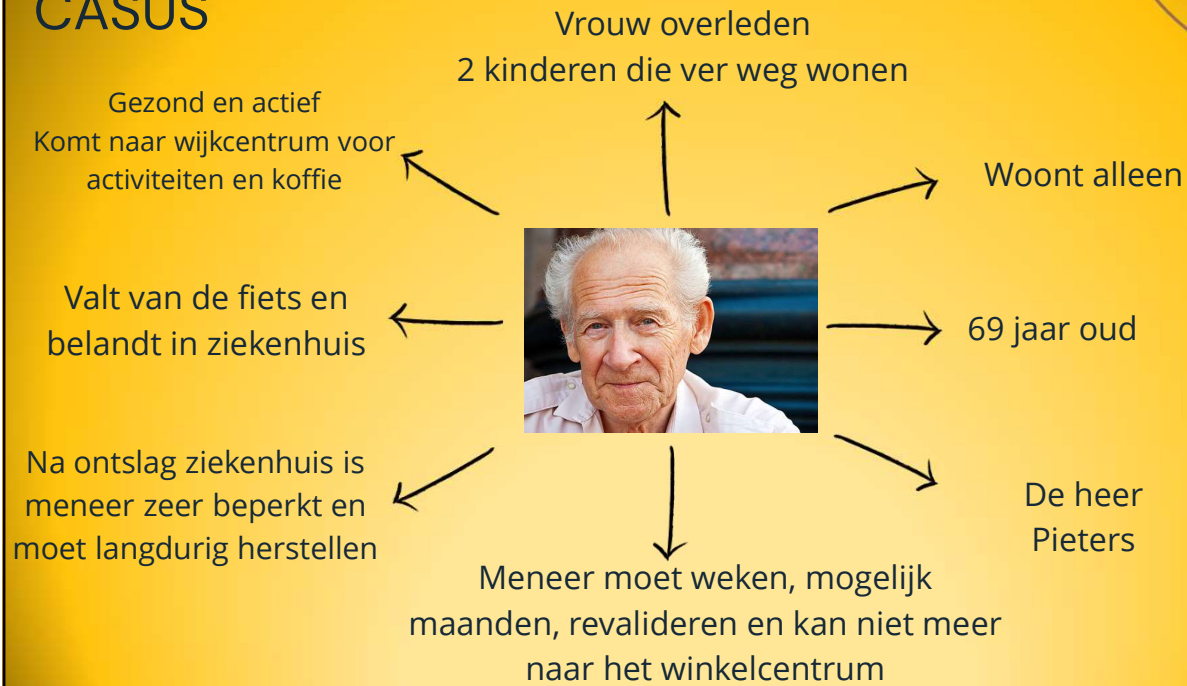 CASUS
Vrouw overleden
2 kinderen die ver weg wonen
Gezond en actief
Komt naar wijkcentrum voor
activiteiten en koffie
Woont alleen
Valt van de fiets en
belandt in ziekenhuis
69 jaar oud
Na ontslag ziekenhuis is
meneer zeer beperkt en
moet langdurig herstellen
De heer
Pieters
Meneer moet weken, mogelijk
maanden, revalideren en kan niet meer
naar het winkelcentrum